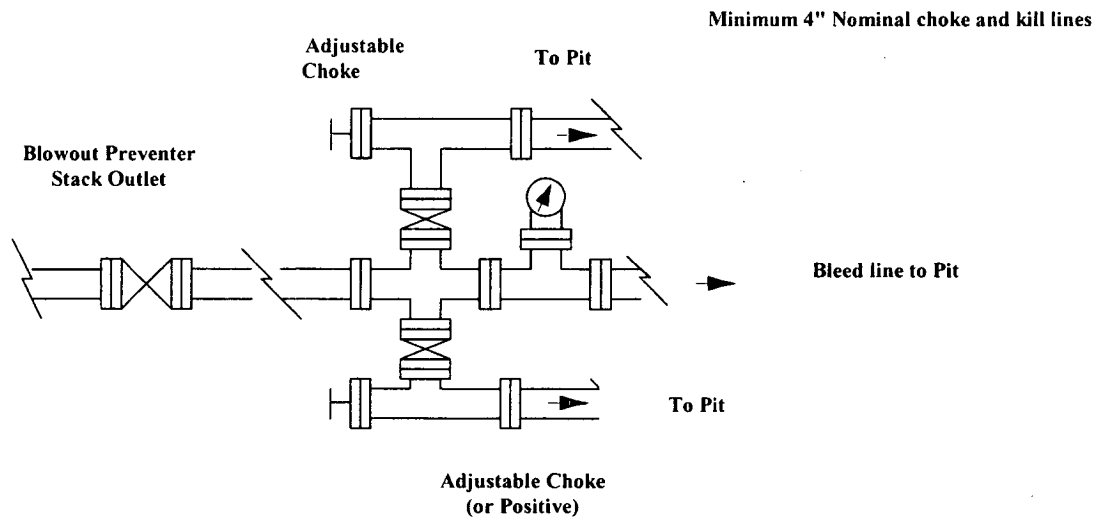 Minimum 4" Nominal choke and kill lines
Adjustable
Choke
To Pit
Blowout Preventer
Stack Outlet
Bleed line to Pit
To Pit
Adjustable Choke
(or Positive)